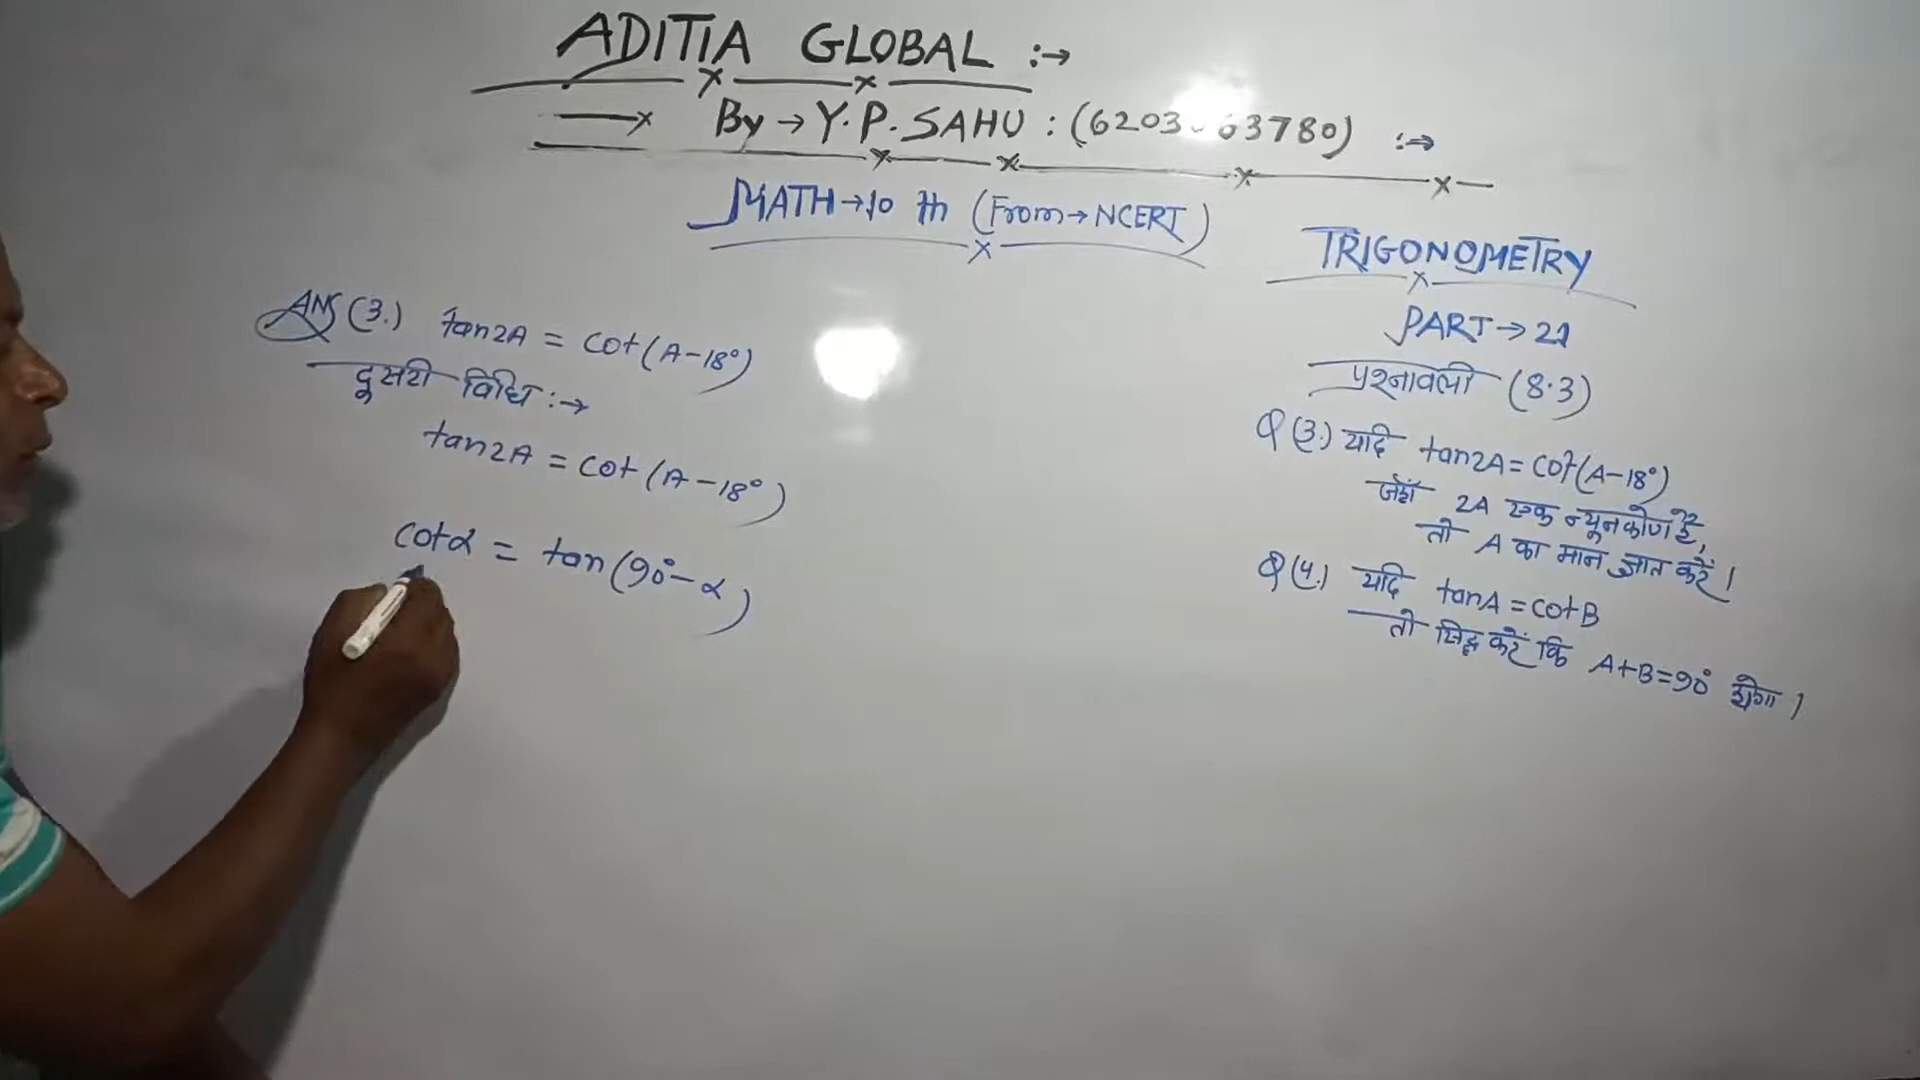 ADITIA GLOBAL :→
By → Y.P. SAHU : :→
MATH→10 th (From→NCERT)
TRIGONOMETRY
PART→21
प्रश्नावली (8.3)
Q (3.) यदि tan2A = cot(A-18°)
जहाँ 2A एक न्यूनकोण है,
तो A का मान ज्ञात करें।
Q (4.) यदि tanA = cotB
तो सिद्ध करें कि A+B=90° होगा।
ANS (3.) tan2A = cot(A-18°)
दूसरी विधि :→
tan2A = cot(A-18°)
cotα = tan(90°-α)